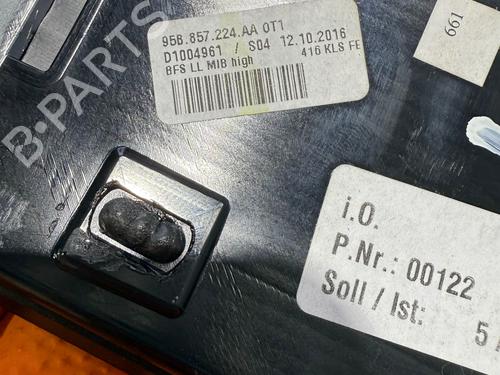 95B.857.224.AA 0T1
D1004961 / S04 12.10.2016
BFS LL MIB high 416 KLS FE
661
i.O.
P.Nr.: 00122
Soll / Ist: 5 /
B-PARTS